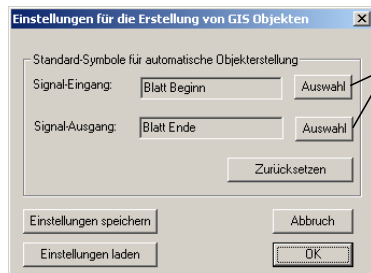 Einstellungen für die Erstellung von GIS Objekten
Standard-Symbole für automatische Objekterstellung
Signal-Eingang: Blatt Beginn Auswahl
Signal-Ausgang: Blatt Ende Auswahl
Zurücksetzen
Einstellungen speichern Abbruch
Einstellungen laden OK